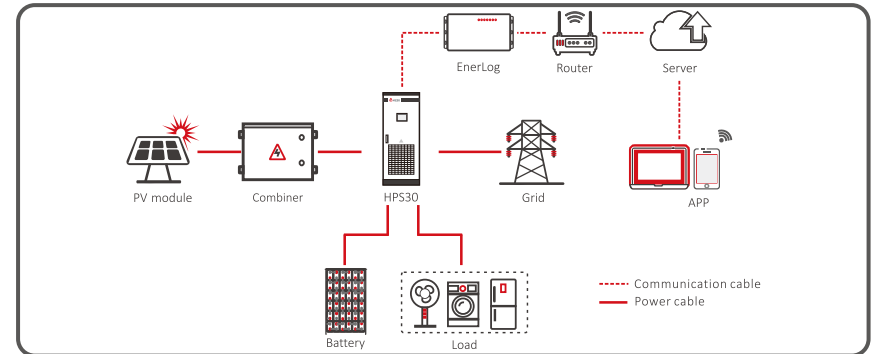 EnerLog
Router
Server
PV module
Combiner
HPS30
Grid
APP
Communication cable
Power cable
Battery
Load